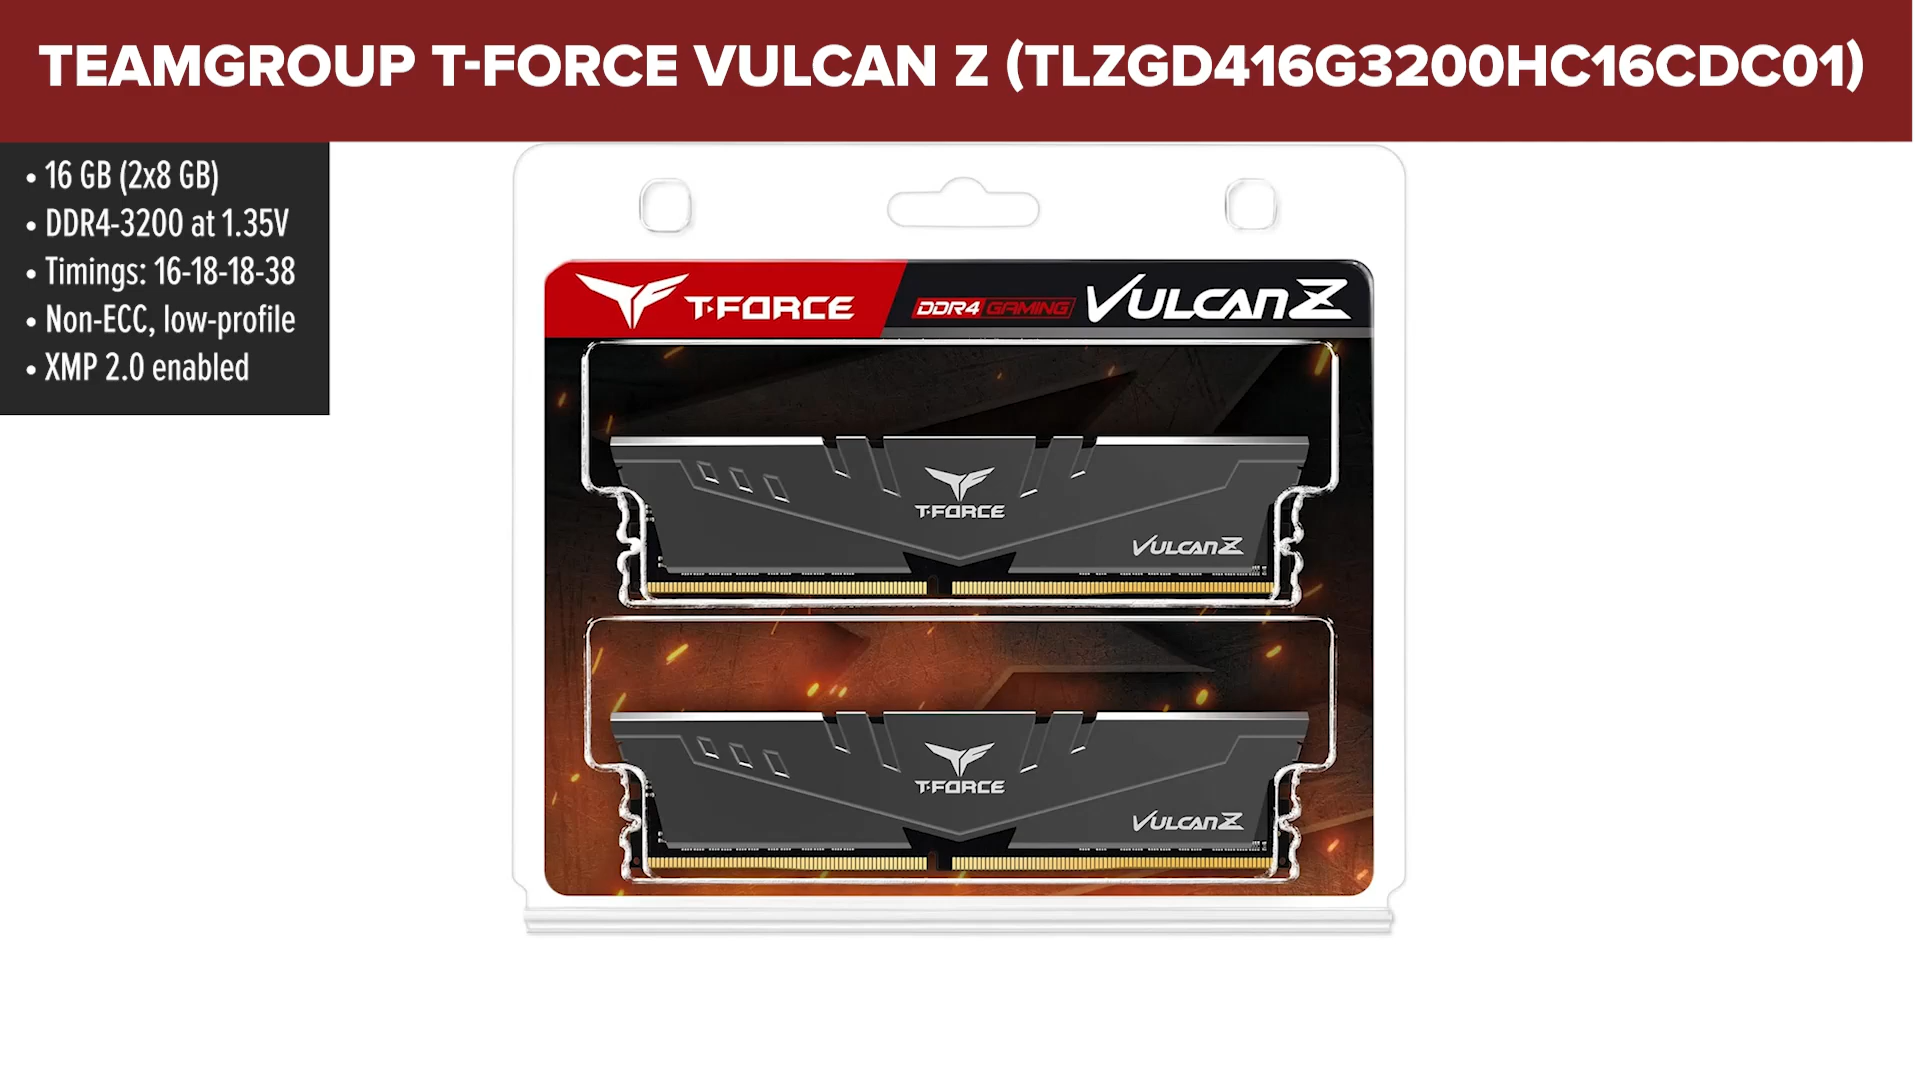 TEAMGROUP T-FORCE VULCAN Z (TLZGD416G3200HC16CDC01)
• 16 GB (2x8 GB)
• DDR4-3200 at 1.35V
• Timings: 16-18-18-38
• Non-ECC, low-profile
• XMP 2.0 enabled
T-FORCE DDR4 GAMING VULCAN Z
T-FORCE
VULCAN Z
T-FORCE
VULCAN Z